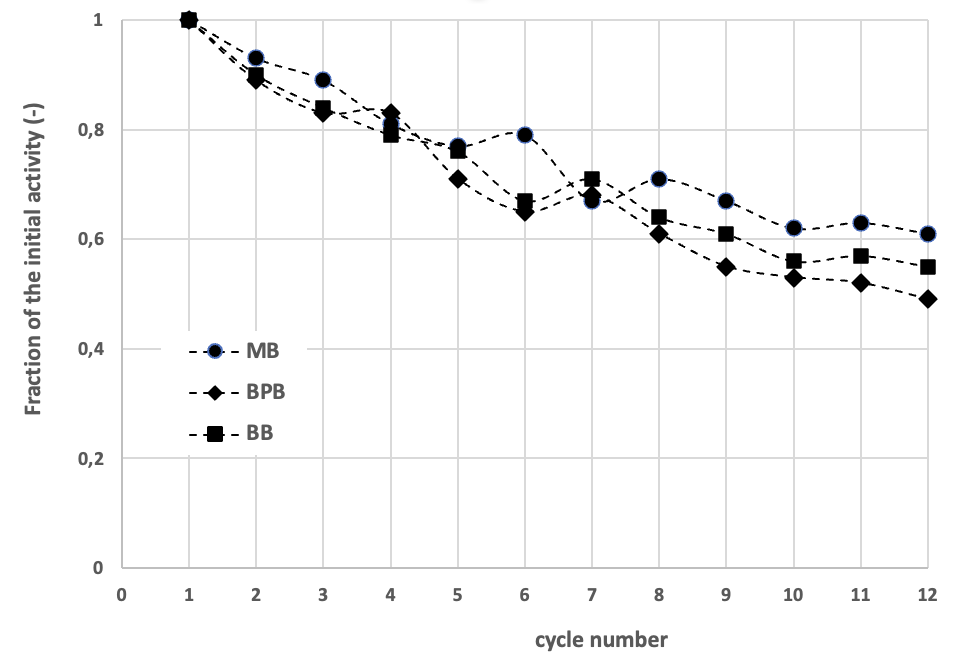 1
0,8
0,6
0,4
0,2
0
Fraction of the initial activity (-)
MB
BPB
BB
0 1 2 3 4 5 6 7 8 9 10 11 12
cycle number